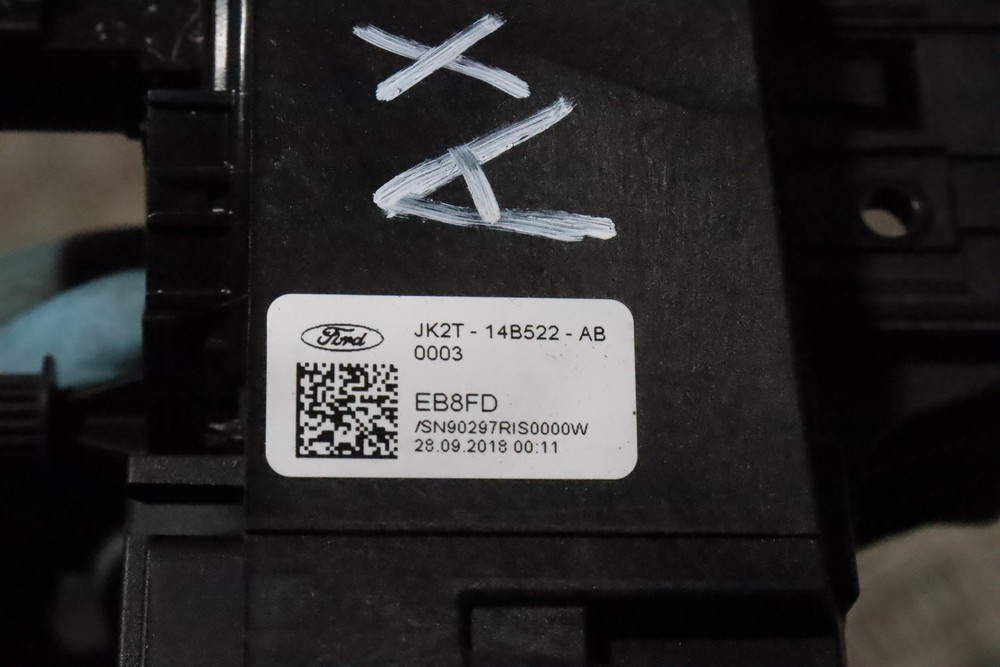 X
A
Ford
JK2T - 14B522 - AB
0003
EB8FD
/SN90297RIS0000W
28.09.2018 00:11